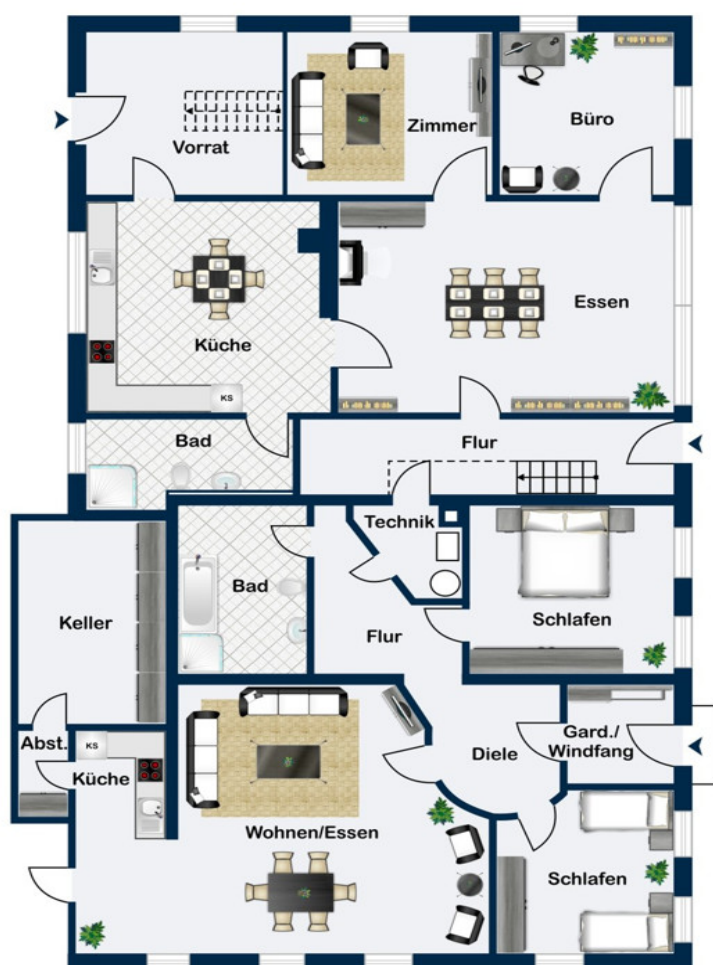 Vorrat
Zimmer
Büro
Küche
Essen
KS
Bad
Flur
Technik
Keller
Bad
Flur
Schlafen
Abst.
KS
Küche
Diele
Gard./
Windfang
Wohnen/Essen
Schlafen